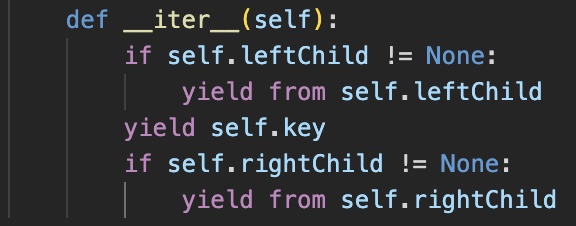 def __iter__(self):
if self.leftChild != None:
yield from self.leftChild
yield self.key
if self.rightChild != None:
yield from self.rightChild